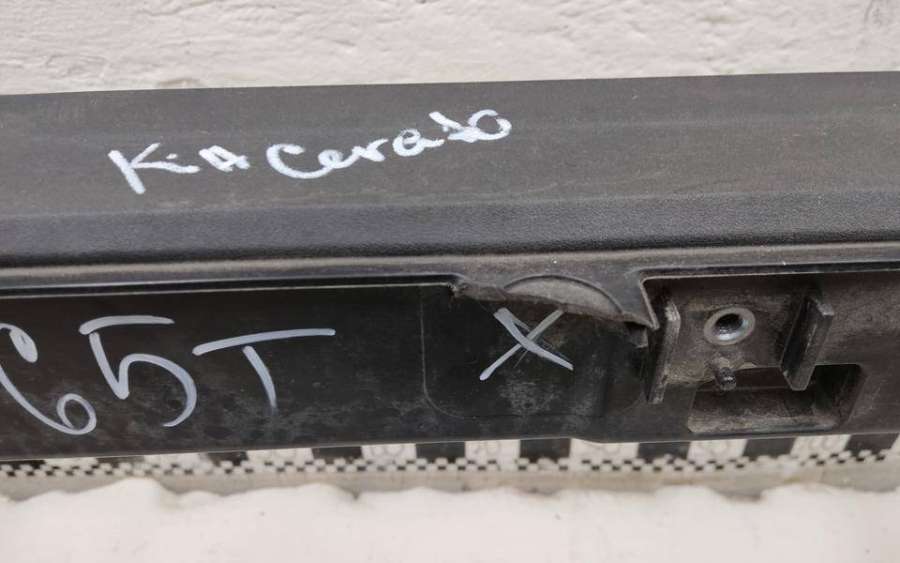 Kia Cerato
65T
X